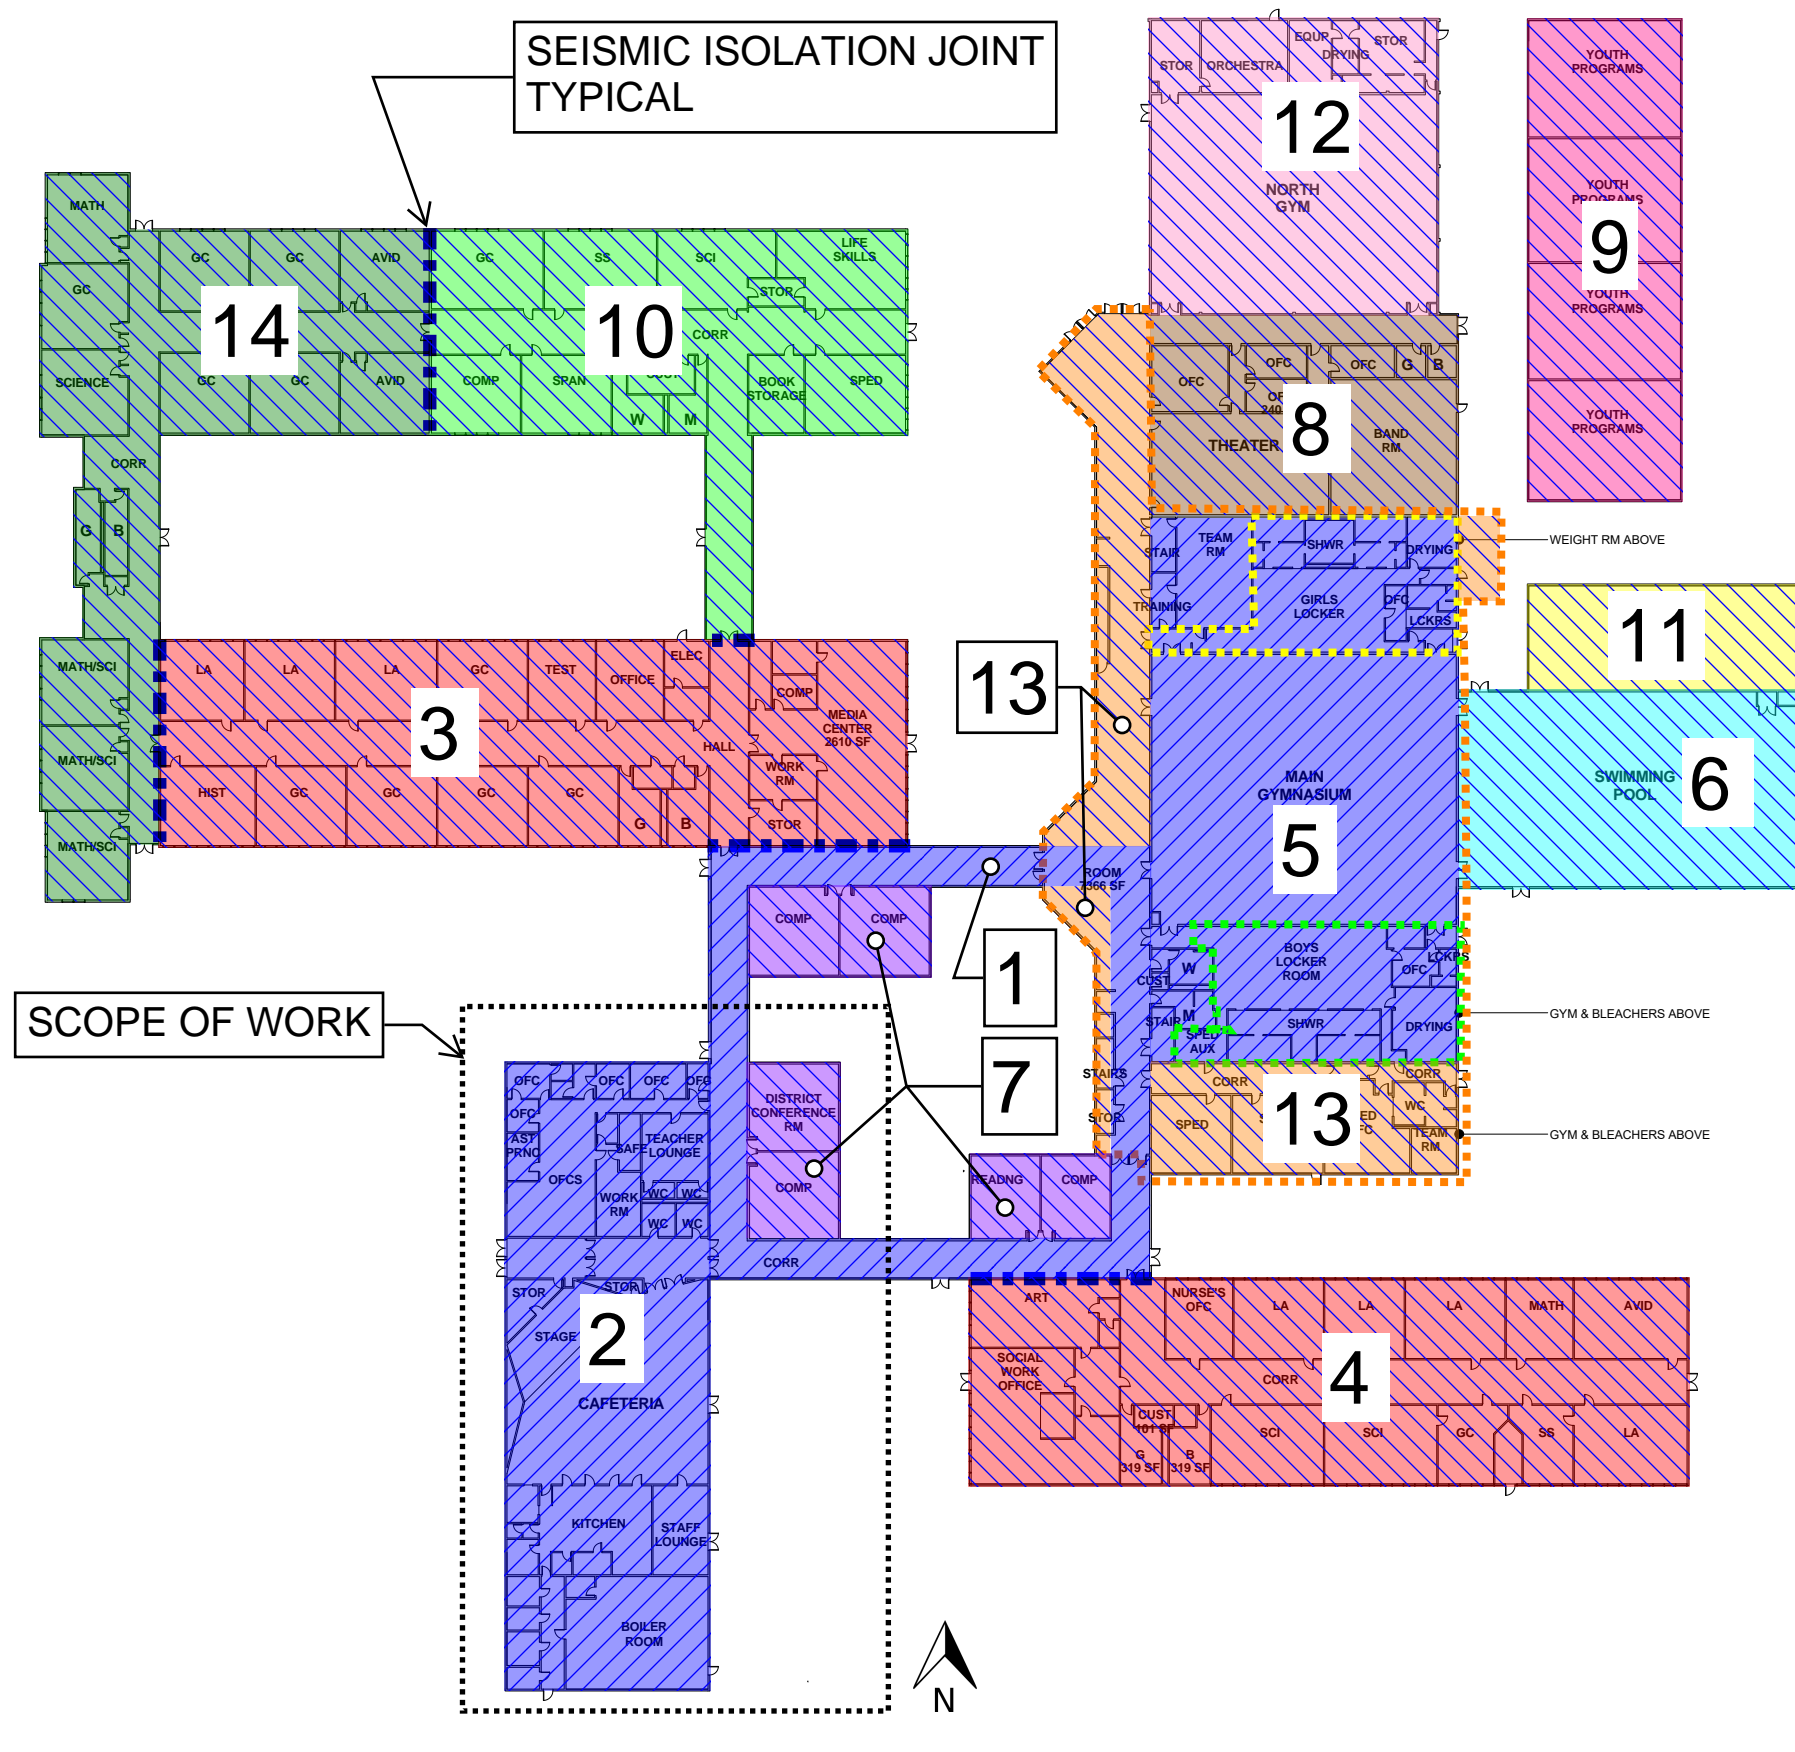 SEISMIC ISOLATION JOINT
TYPICAL
EQUP
STOR
DRYING
STOR
ORCHESTRA
12
NORTH
GYM
YOUTH
PROGRAMS
YOUTH
PROGRAMS
9
YOUTH
PROGRAMS
YOUTH
PROGRAMS
MATH
GC
GC
AVID
GC
SCIENCE
14
GC
GC
AVID
CORR
G
B
GC
SS
SCI
LIFE
SKILLS
STOR
10
CORR
COMP
SPAN
W
M
BOOK
STORAGE
SPED
OFC
OFC
OFC
G
B
8
THEATER
BAND
RM
STAIR
TEAM
RM
SHWR
DRYING
WEIGHT RM ABOVE
TRAINING
GIRLS
LOCKER
OFC
LCKRS
11
MATH/SCI
MATH/SCI
MATH/SCI
LA
LA
LA
GC
TEST
OFFICE
ELEC
COMP
3
MEDIA
CENTER
2610 SF
HALL
WORK
RM
HIST
GC
GC
GC
GC
G
B
STOR
13
MAIN
GYMNASIUM
5
SWIMMING
POOL
6
ROOM
7366 SF
COMP
COMP
1
BOYS
LOCKER
ROOM
LCKRS
OFC
W
CUST
STAIR
M
SPED
AUX
SHWR
DRYING
GYM & BLEACHERS ABOVE
SCOPE OF WORK
7
OFC
OFC
OFC
OFC
OFC
AST
PRNC
SAFE
TEACHER
LOUNGE
OFCS
WORK
RM
WC
WC
WC
WC
DISTRICT
CONFERENCE
RM
COMP
STAIRS
STOR
READNG
COMP
CORR
CORR
SPED
13
WC
TEAM
RM
GYM & BLEACHERS ABOVE
CORR
STOR
STOR
STAGE
2
CAFETERIA
KITCHEN
STAFF
LOUNGE
BOILER
ROOM
ART
NURSE'S
OFC
LA
LA
LA
MATH
AVID
SOCIAL
WORK
OFFICE
CORR
4
CUST
101 SF
G
319 SF
B
319 SF
SCI
SCI
GC
SS
LA
N